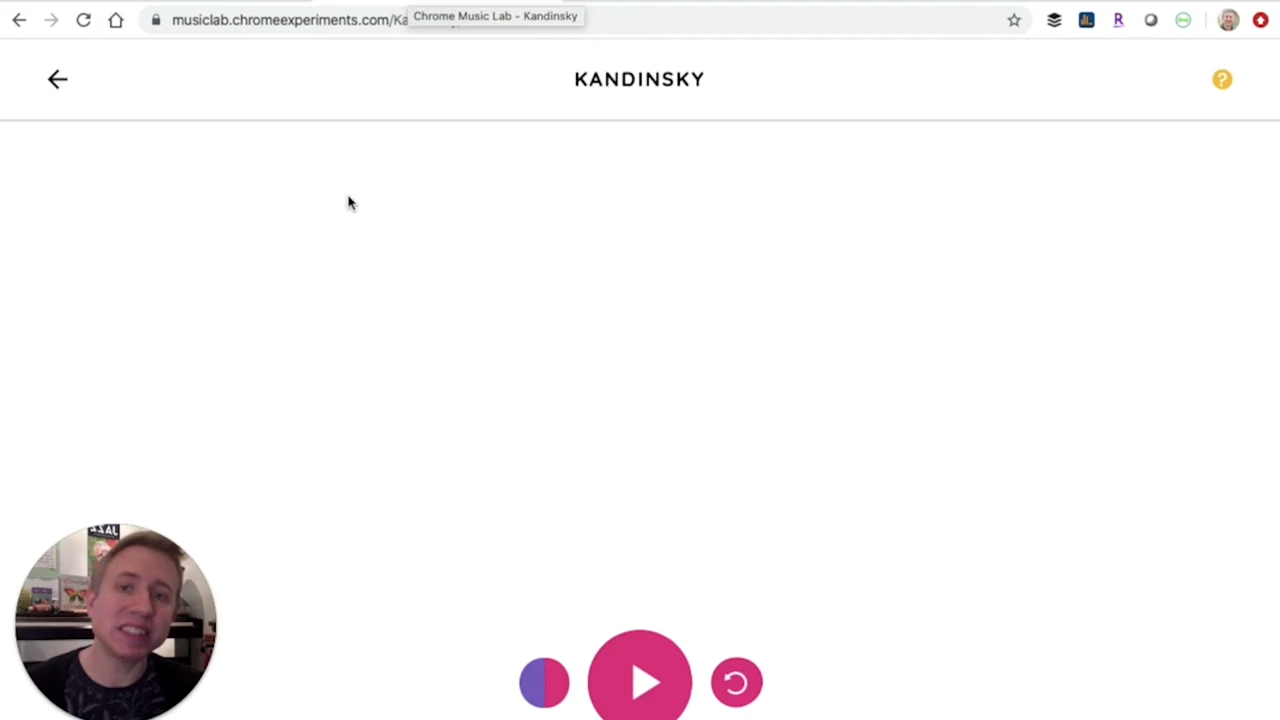 musiclab.chromeexperiments.com/Ka
Chrome Music Lab - Kandinsky
KANDINSKY
?
R